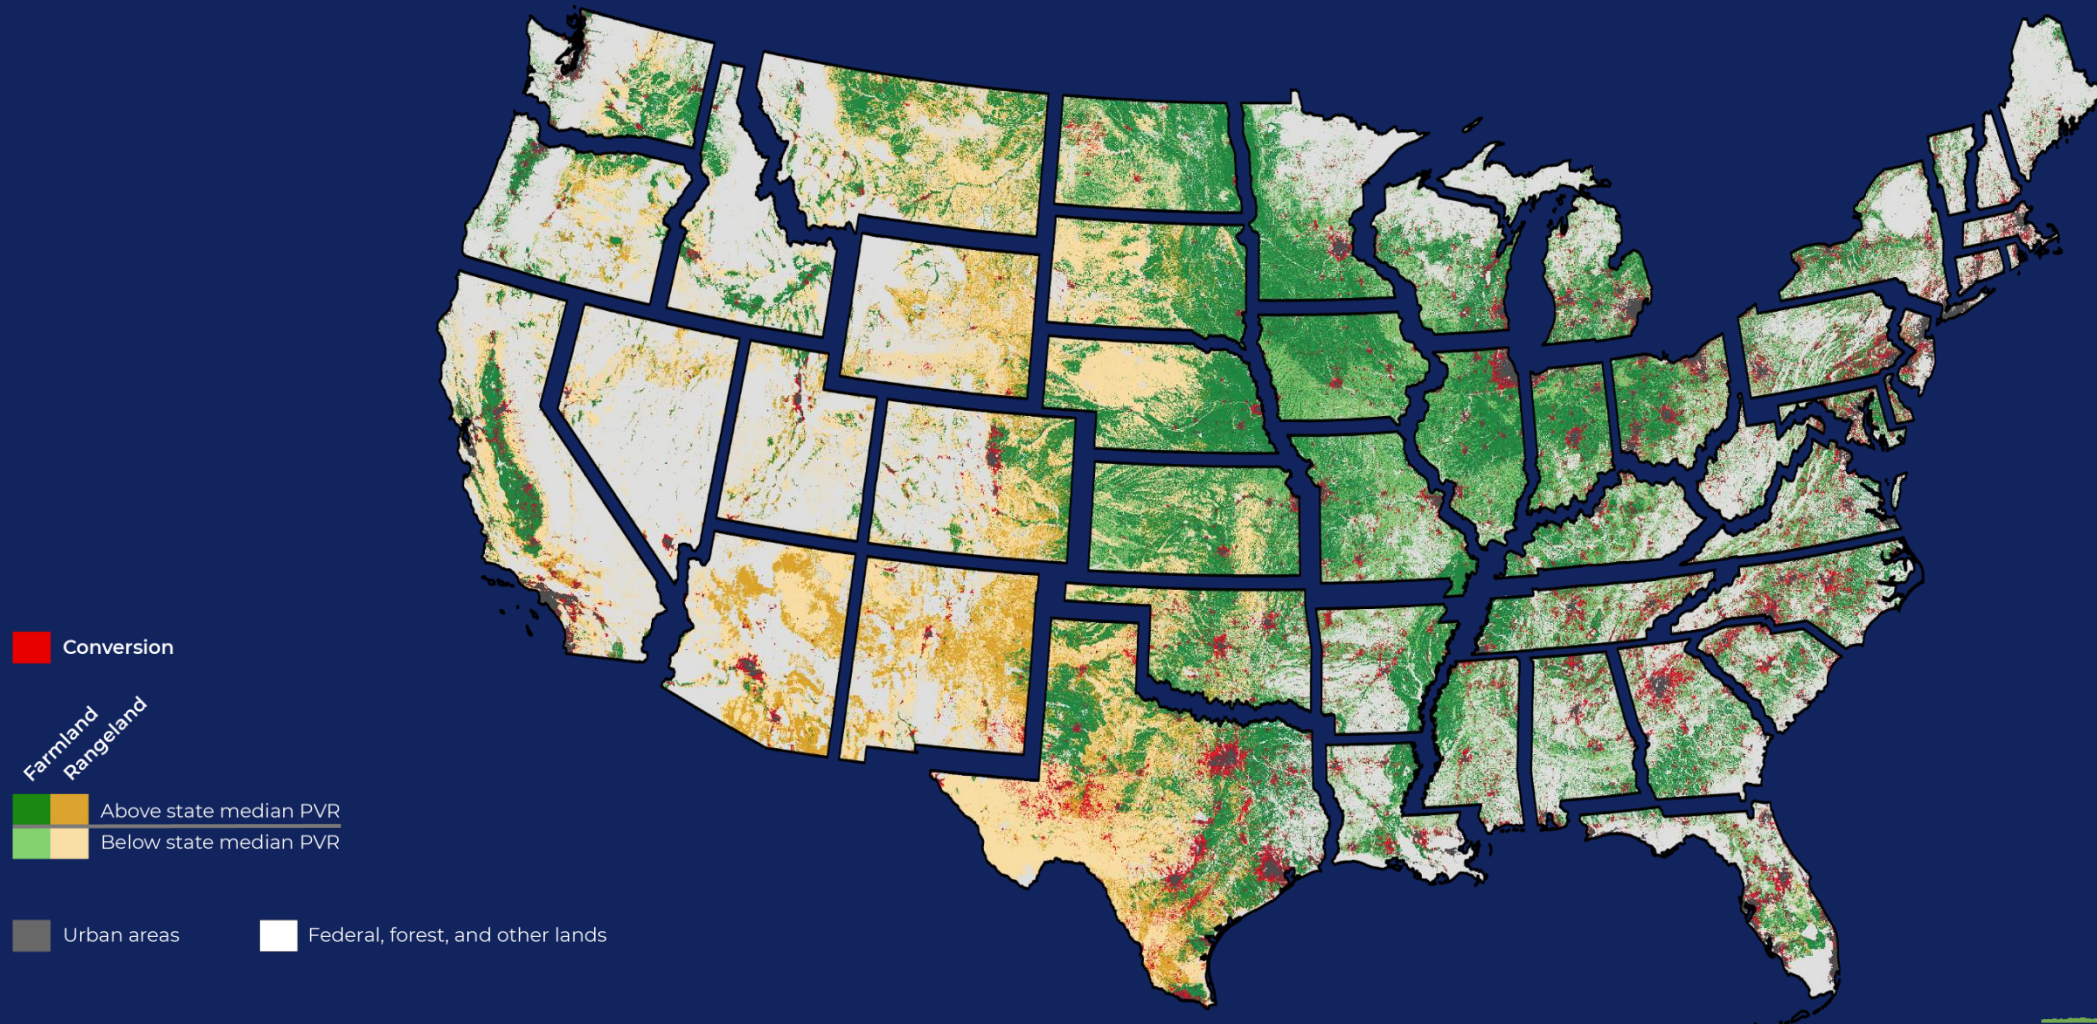 Conversion
Farmland
Rangeland
Above state median PVR
Below state median PVR
Urban areas
Federal, forest, and other lands